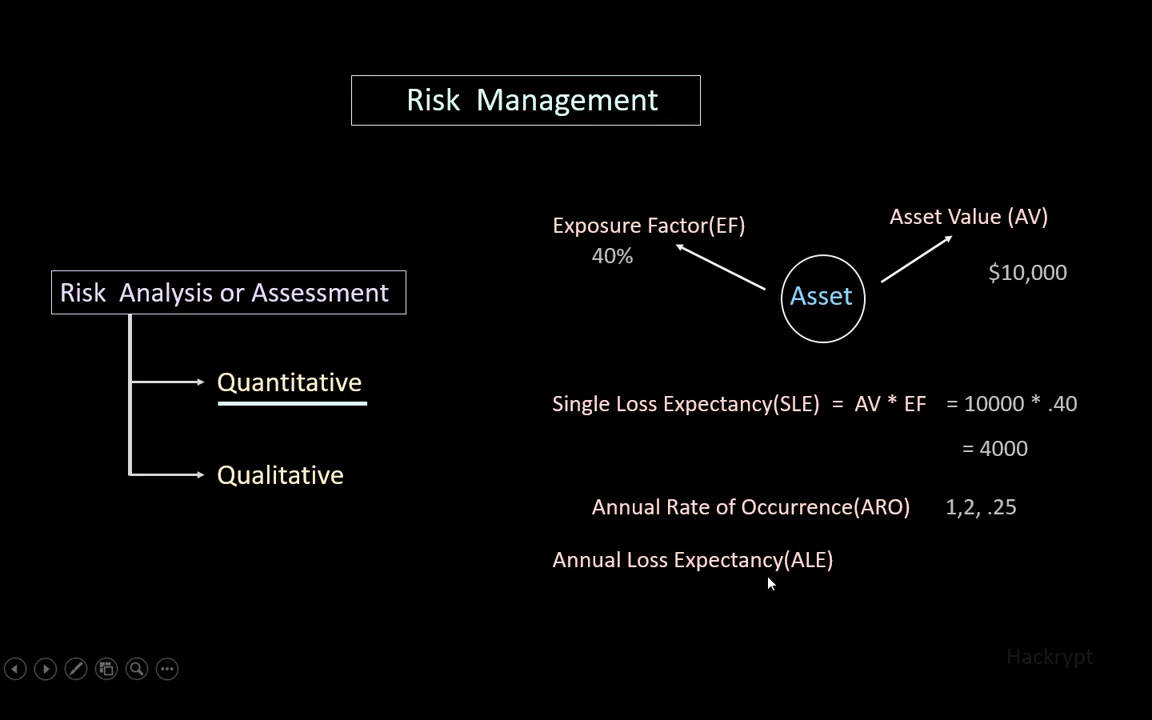 Risk Management
Exposure Factor(EF)
40%
Asset Value (AV)
$10,000
Asset
Risk Analysis or Assessment
Quantitative
Qualitative
Single Loss Expectancy(SLE) = AV * EF = 10000 * .40
= 4000
Annual Rate of Occurrence(ARO) 1,2, .25
Annual Loss Expectancy(ALE)
Hackrypt